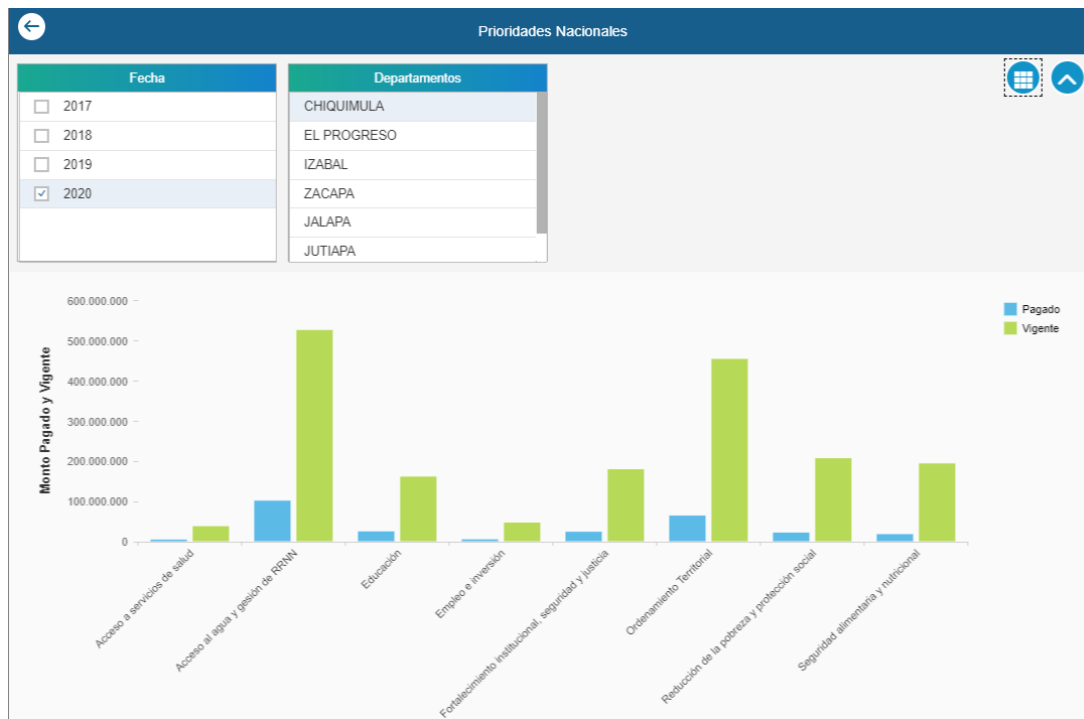 Prioridades Nacionales
Fecha
2017
2018
2019
2020
Departamentos
CHIQUIMULA
EL PROGRESO
IZABAL
ZACAPA
JALAPA
JUTIAPA
Monto Pagado y Vigente
600.000.000
500.000.000
400.000.000
300.000.000
200.000.000
100.000.000
0
Pagado
Vigente
Acceso a servicios de salud
Acceso al agua y gesión de RRNN
Educación
Empleo e inversión
Fortalecimiento institucional, seguridad y justicia
Ordenamiento Territorial
Reducción de la pobreza y protección social
Seguridad alimentaria y nutricional